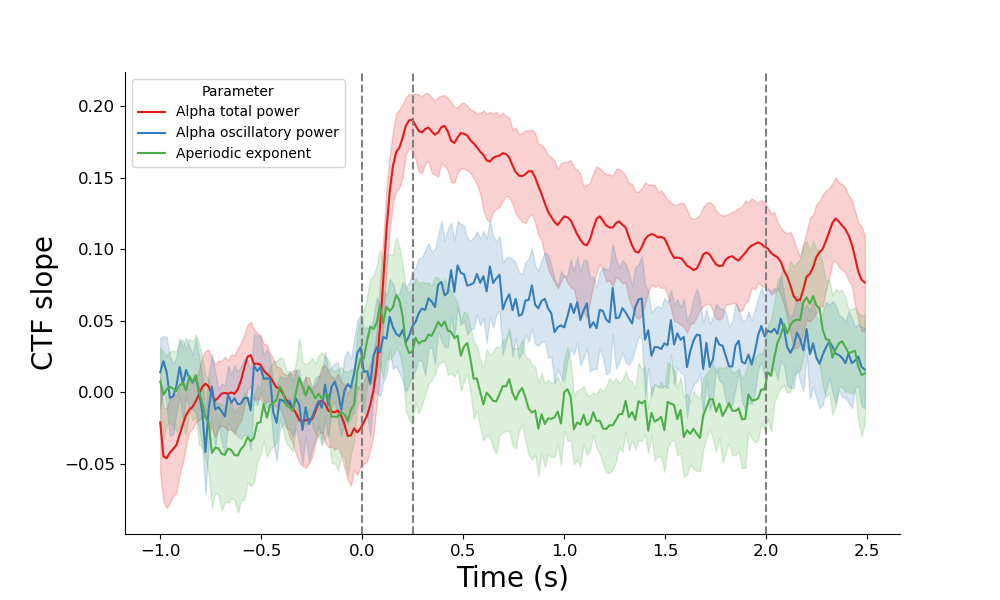 Parameter
Alpha total power
Alpha oscillatory power
Aperiodic exponent
0.20
0.15
0.10
0.05
0.00
−0.05
CTF slope
−1.0 −0.5 0.0 0.5 1.0 1.5 2.0 2.5
Time (s)